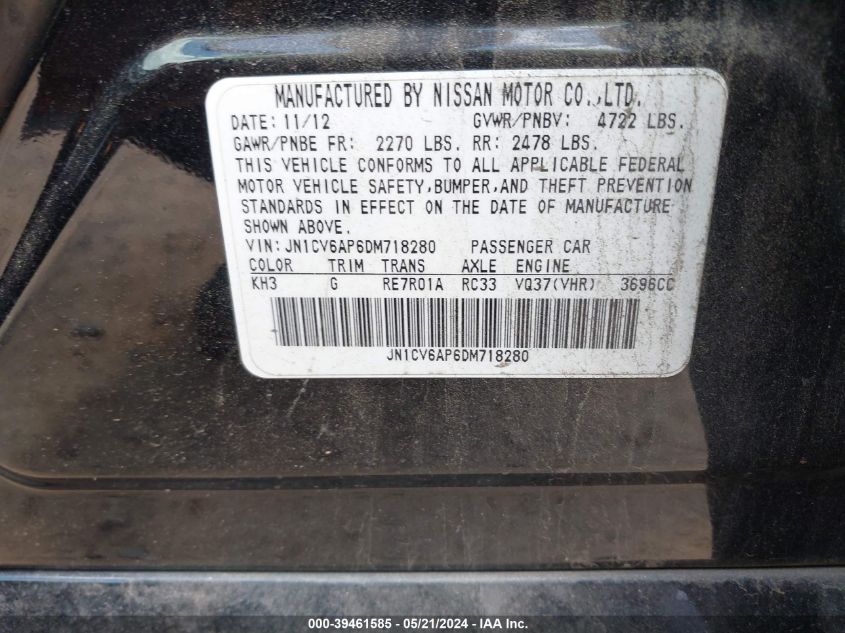 MANUFACTURED BY NISSAN MOTOR CO.,LTD.
DATE: 11/12 GVWR/PNBV: 4722 LBS.
GAWR/PNBE FR: 2270 LBS. RR: 2478 LBS.
THIS VEHICLE CONFORMS TO ALL APPLICABLE FEDERAL
MOTOR VEHICLE SAFETY,BUMPER,AND THEFT PREVENTION
STANDARDS IN EFFECT ON THE DATE OF MANUFACTURE
SHOWN ABOVE.
VIN: JN1CV6AP6DM718280 PASSENGER CAR
COLOR TRIM TRANS AXLE ENGINE
KH3 G RE7R01A RC33 VQ37(VHR) 3696CC
JN1CV6AP6DM718280
000-39461585 - 05/21/2024 - IAA Inc.